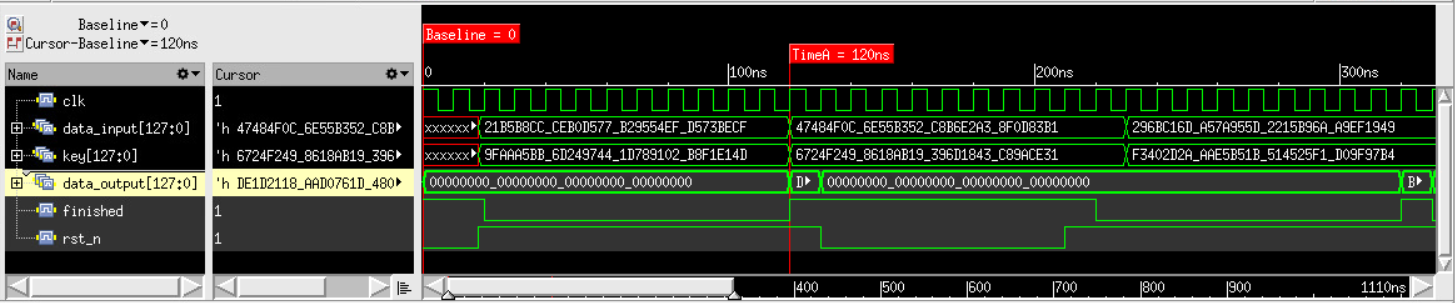 Baseline▼=0
Cursor-Baseline▼=120ns
Baseline = 0
TimeA = 120ns
Name
Cursor
0
100ns
200ns
300ns
clk
1
data_input[127:0]
'h 47484F0C_6E55B352_C8B
xxxxxx
21B5B8CC_CEB0D577_B29554EF_D573BECF
47484F0C_6E55B352_C8B6E2A3_8F0D83B1
296BC16D_A57A955D_2215B96A_A9EF1949
key[127:0]
'h 6724F249_8618AB19_396
xxxxxx
9FAAA5BB_6D249744_1D789102_B8F1E14D
6724F249_8618AB19_396D1843_C89ACE31
F3402D2A_AAE5B51B_514525F1_D09F97B4
data_output[127:0]
'h DE1D2118_AAD0761D_480
00000000_00000000_00000000_00000000
D
00000000_00000000_00000000_00000000
B
finished
1
rst_n
1
400
500
600
700
800
900
1110ns